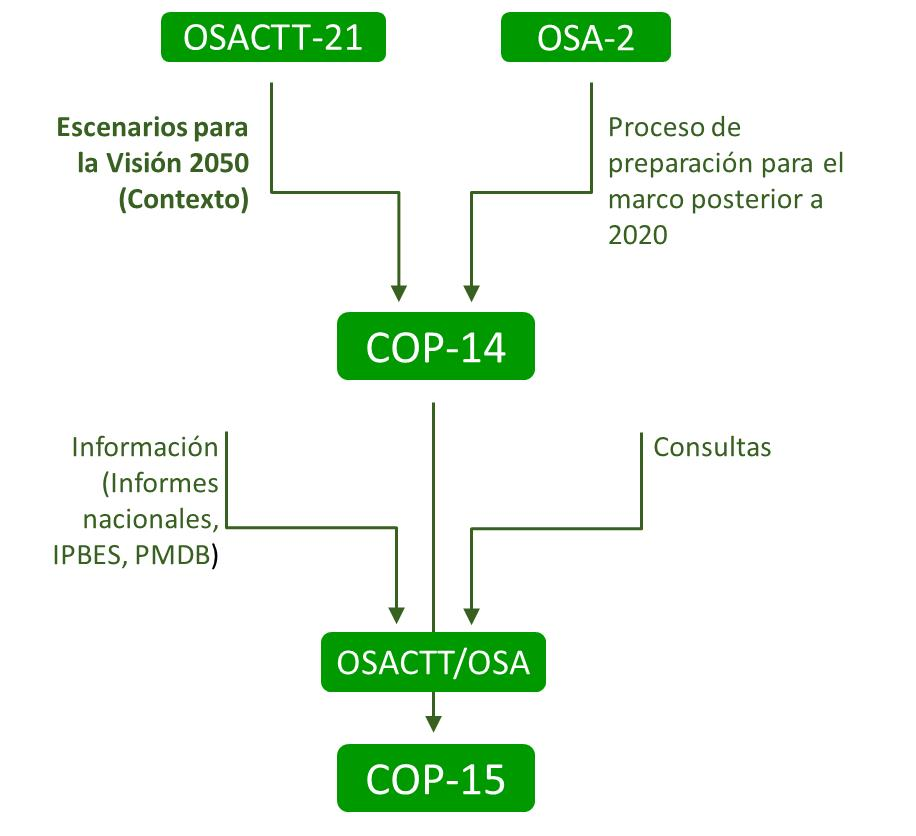 OSACTT-21
OSA-2
Escenarios para
la Visión 2050
(Contexto)
Proceso de
preparación para el
marco posterior a
2020
COP-14
Información
(Informes
nacionales,
IPBES, PMDB)
Consultas
OSACTT/OSA
COP-15